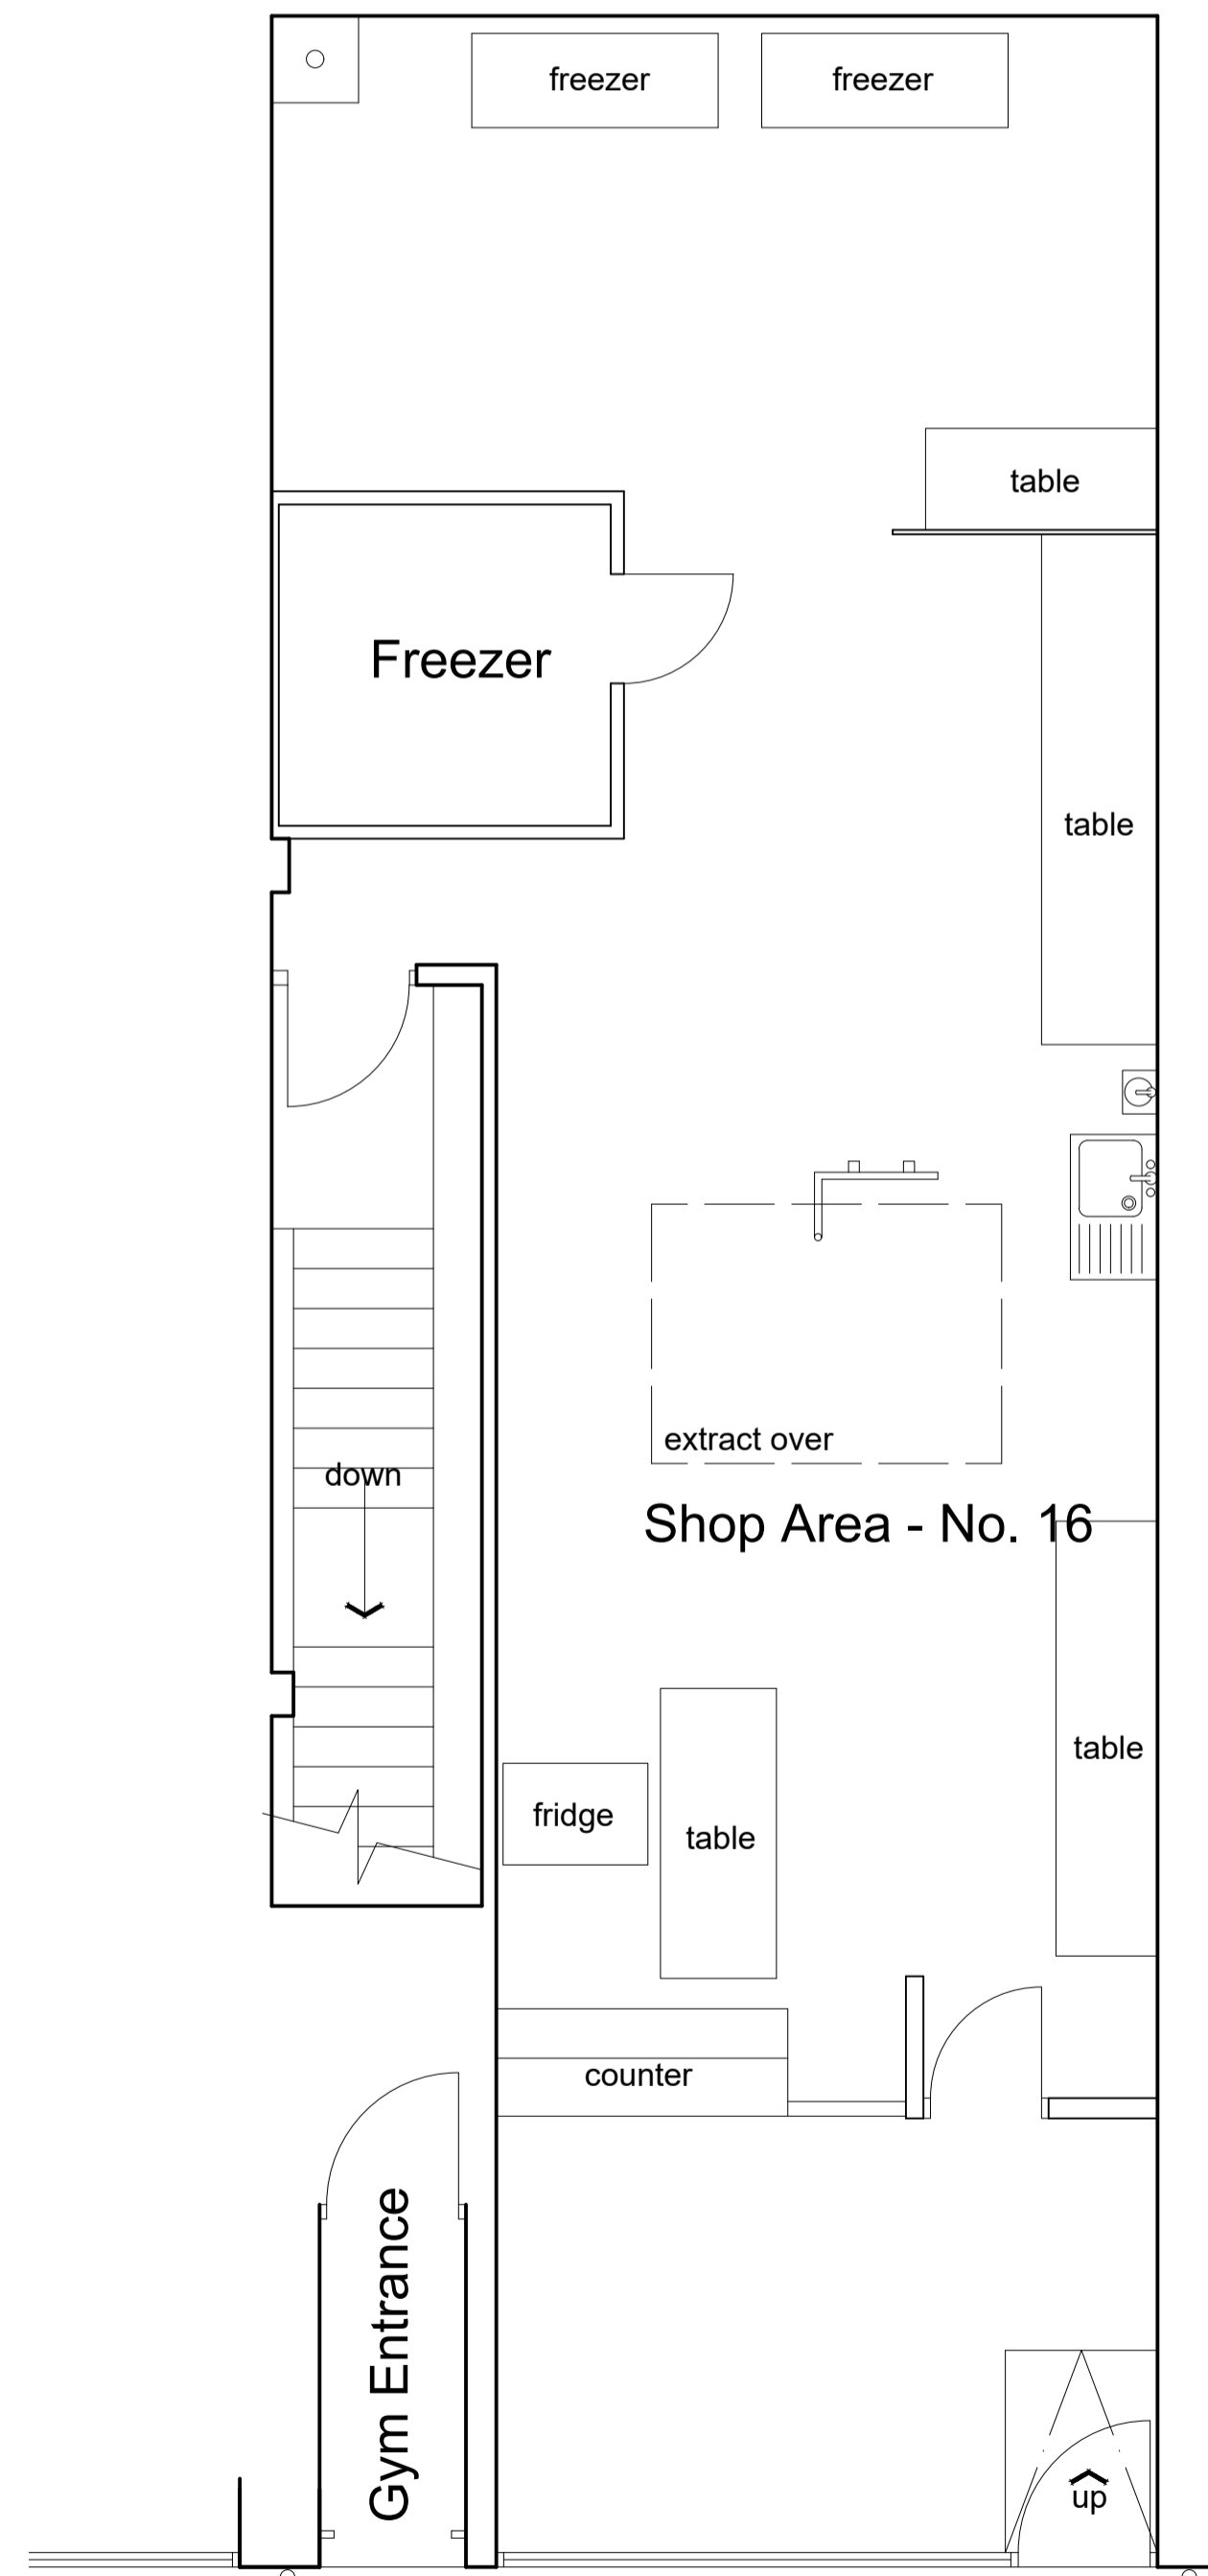 freezer
freezer
table
Freezer
table
extract over
down
Shop Area - No. 16
table
fridge
table
counter
Gym Entrance
up